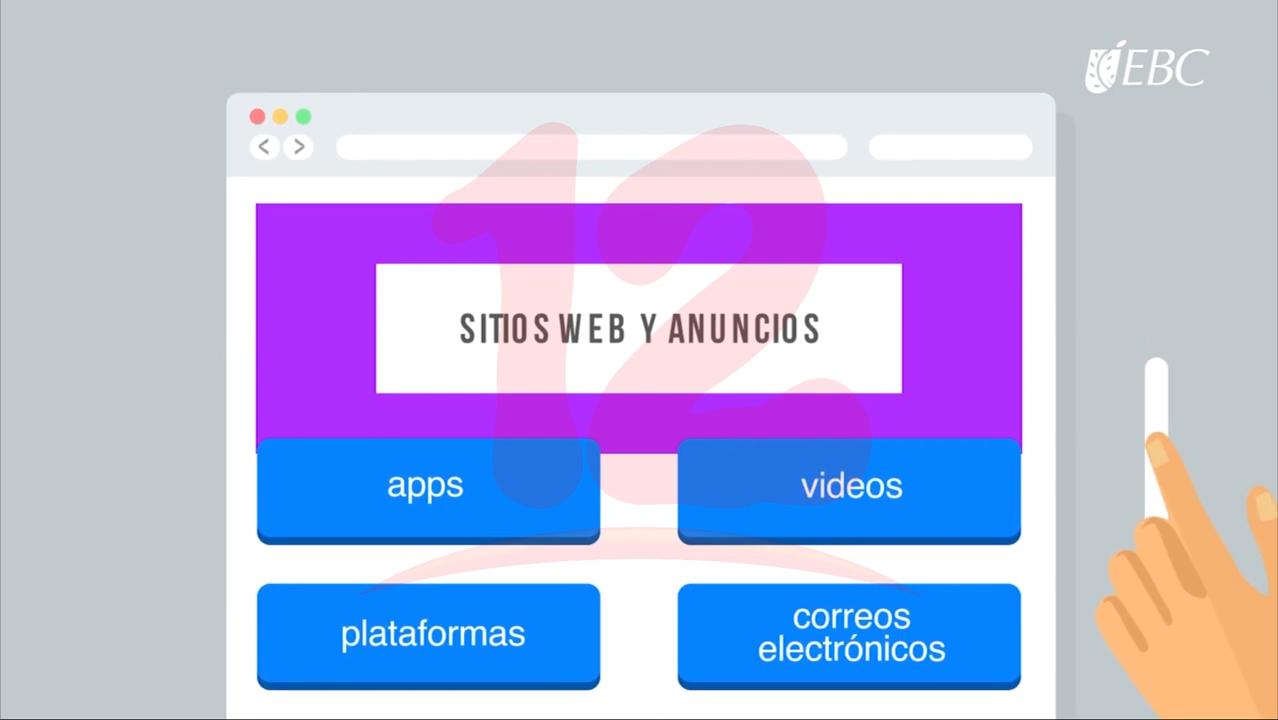 EBC
12
SITIOS WEB Y ANUNCIOS
apps
videos
plataformas
correos
electrónicos